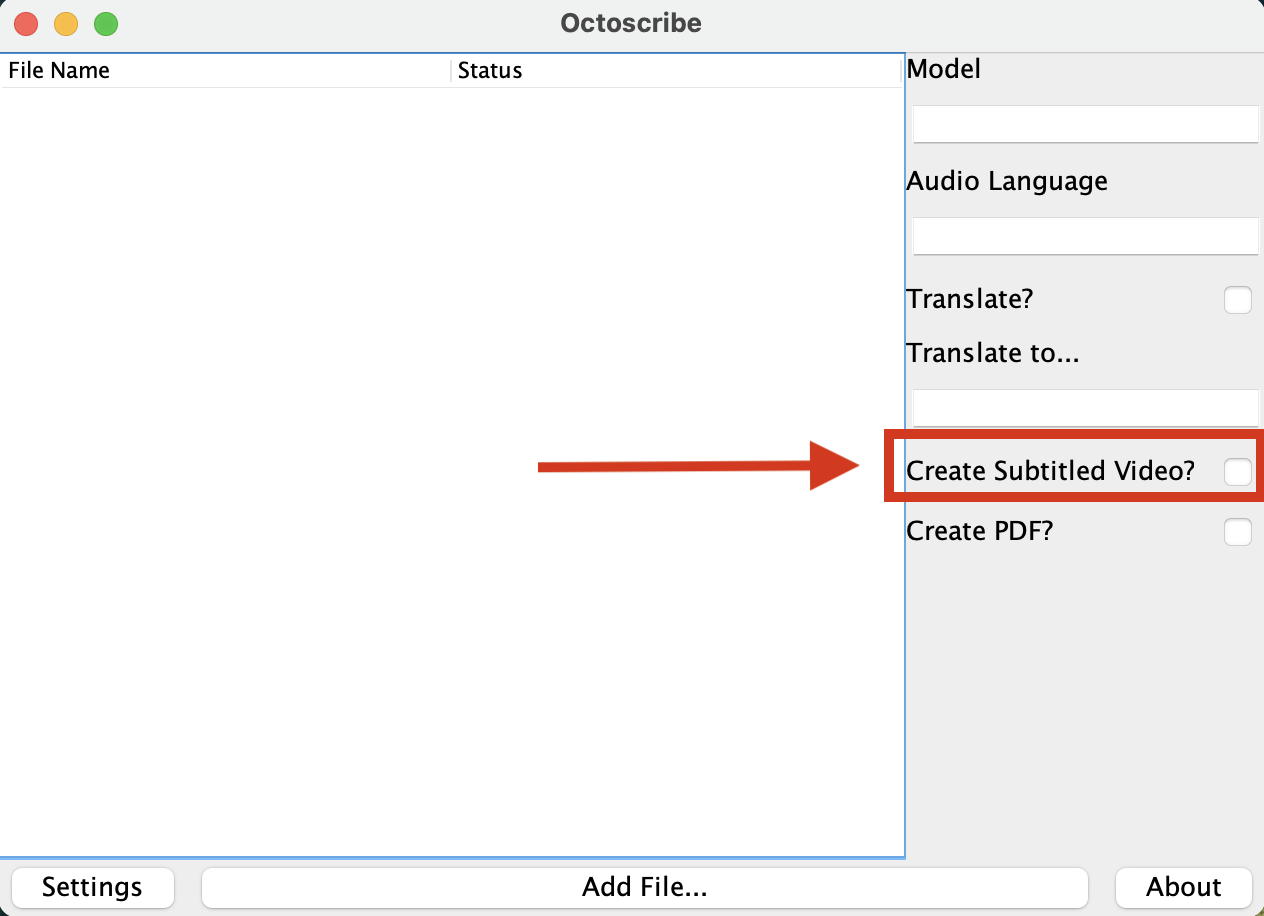 Octoscribe
File Name
Status
Model
Audio Language
Translate?
Translate to...
Create Subtitled Video?
Create PDF?
Settings
Add File...
About